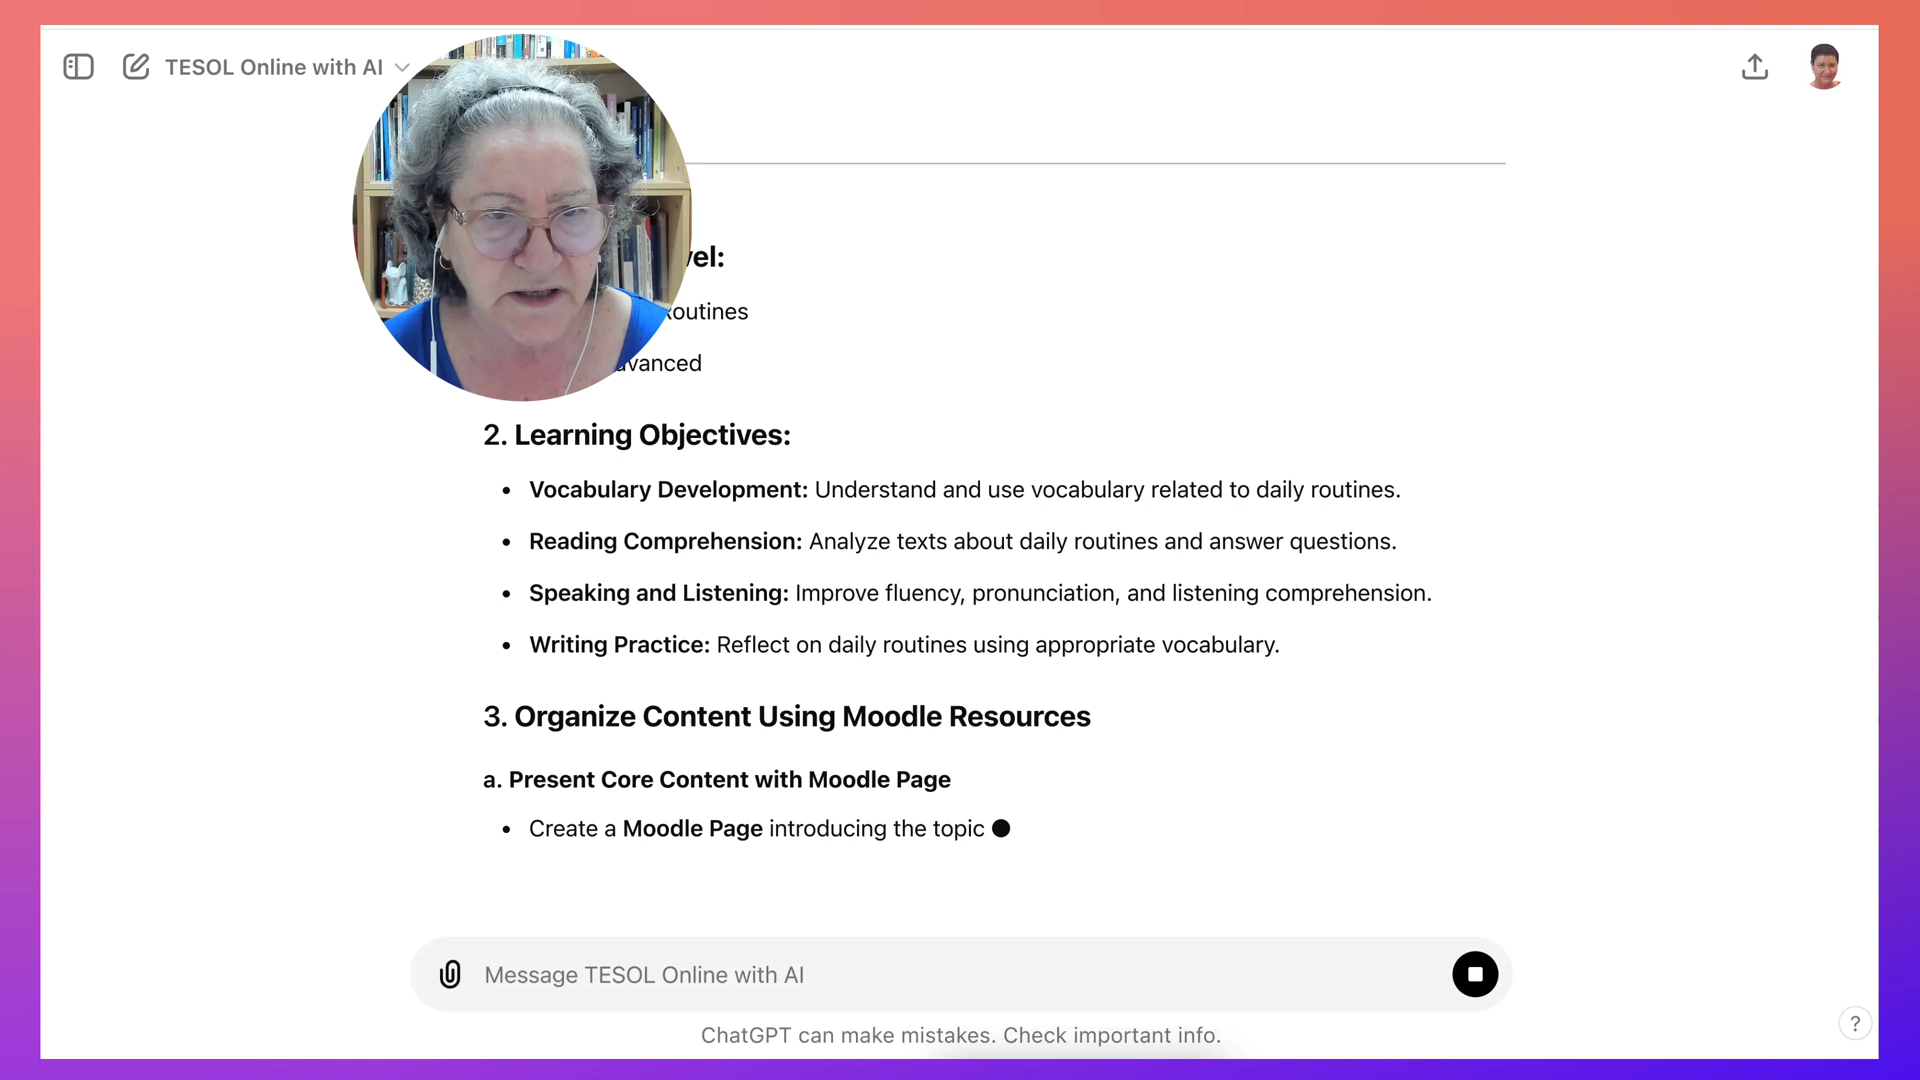 TESOL Online with AI
Routines
2. Learning Objectives:
• Vocabulary Development: Understand and use vocabulary related to daily routines.
• Reading Comprehension: Analyze texts about daily routines and answer questions.
• Speaking and Listening: Improve fluency, pronunciation, and listening comprehension.
• Writing Practice: Reflect on daily routines using appropriate vocabulary.
3. Organize Content Using Moodle Resources
a. Present Core Content with Moodle Page
• Create a Moodle Page introducing the topic
Message TESOL Online with AI
ChatGPT can make mistakes. Check important info.
?